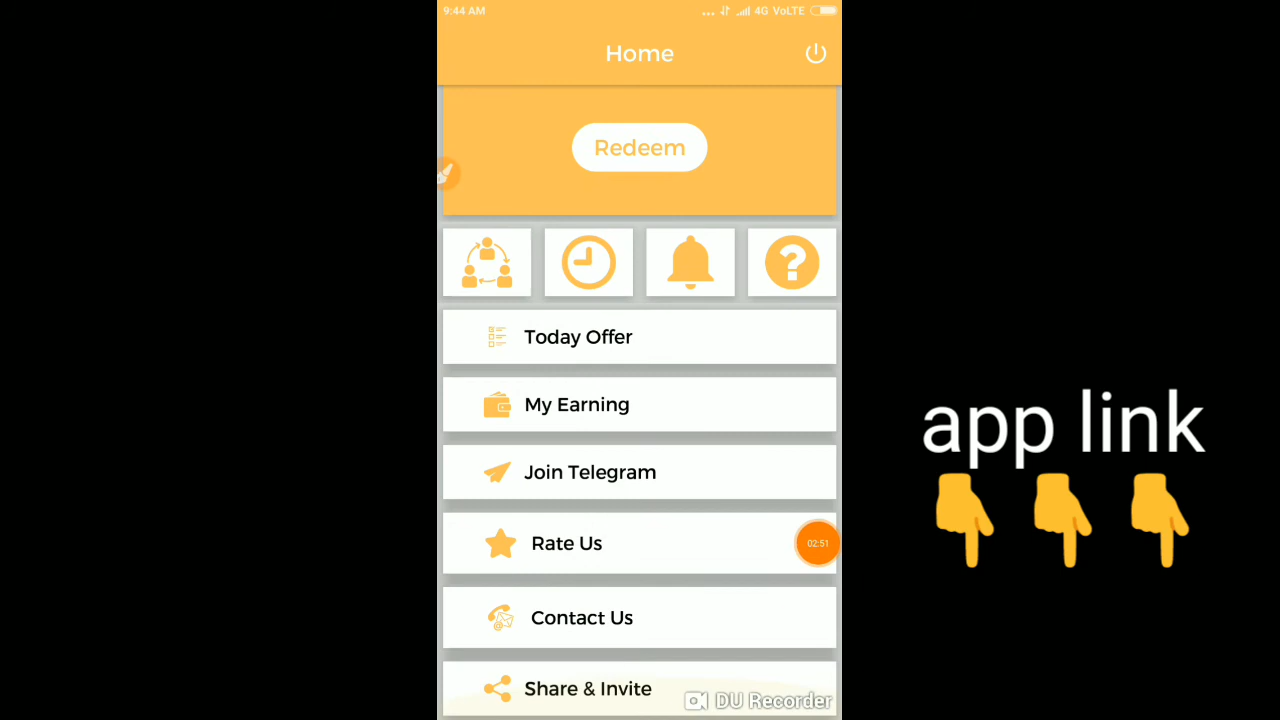 9:44 AM
4G VoLTE
Home
Redeem
Today Offer
My Earning
Join Telegram
Rate Us
02:51
Contact Us
Share & Invite
DU Recorder
app link